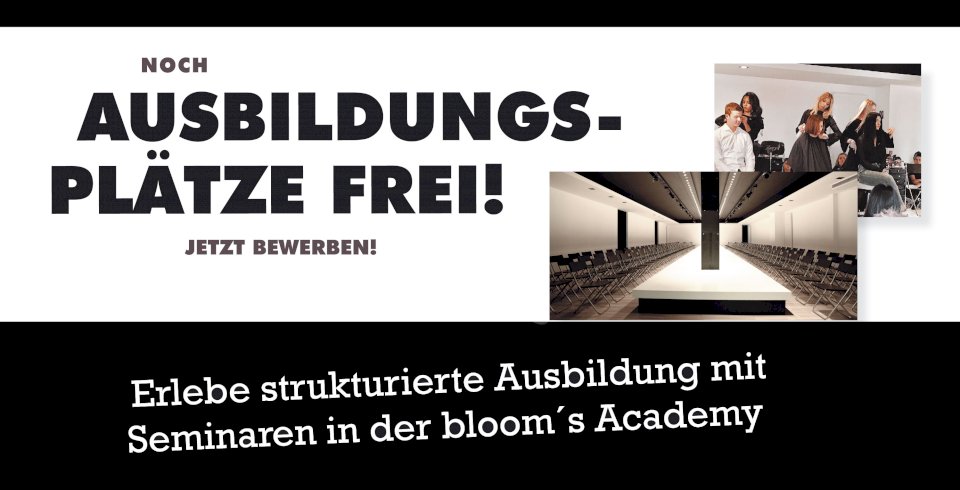 NOCH
AUSBILDUNGS-
PLÄTZE FREI!
JETZT BEWERBEN!
Erlebe strukturierte Ausbildung mit
Seminaren in der bloom´s Academy